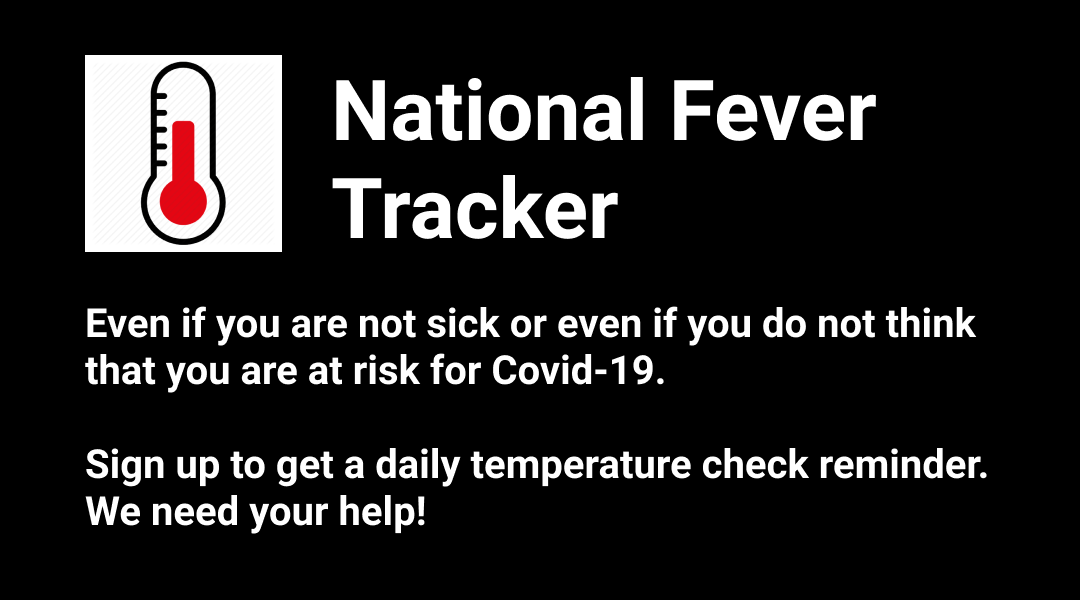 National Fever
Tracker
Even if you are not sick or even if you do not think
that you are at risk for Covid-19.
Sign up to get a daily temperature check reminder.
We need your help!